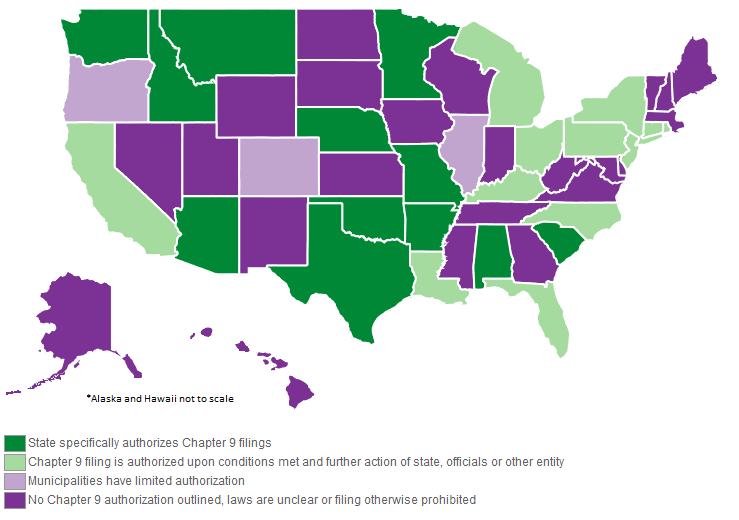 *Alaska and Hawaii not to scale
State specifically authorizes Chapter 9 filings
Chapter 9 filing is authorized upon conditions met and further action of state, officials or other entity
Municipalities have limited authorization
No Chapter 9 authorization outlined, laws are unclear or filing otherwise prohibited